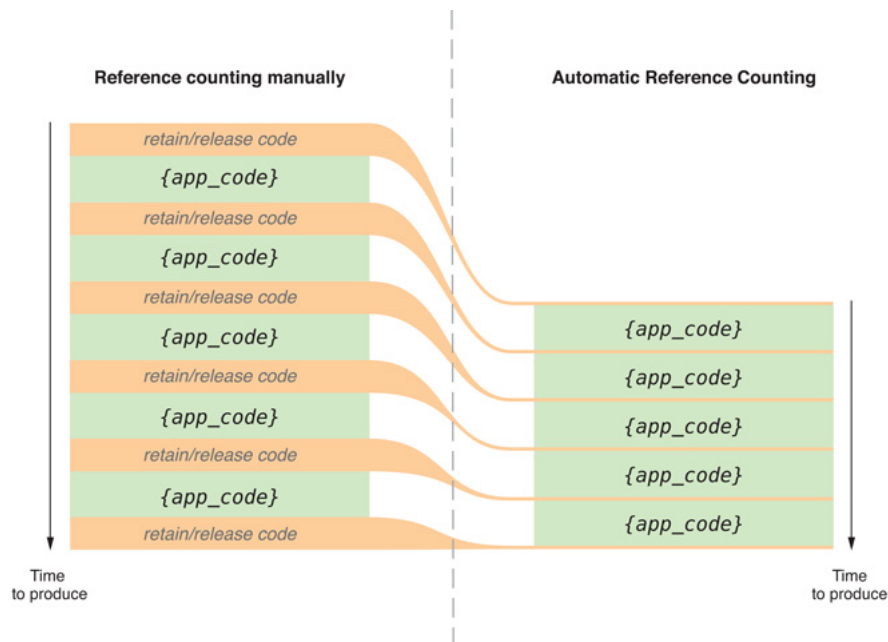 Reference counting manually
Automatic Reference Counting
retain/release code
{app_code}
retain/release code
{app_code}
retain/release code
{app_code}
retain/release code
{app_code}
retain/release code
{app_code}
retain/release code
Time
to produce
{app_code}
{app_code}
{app_code}
{app_code}
{app_code}
Time
to produce